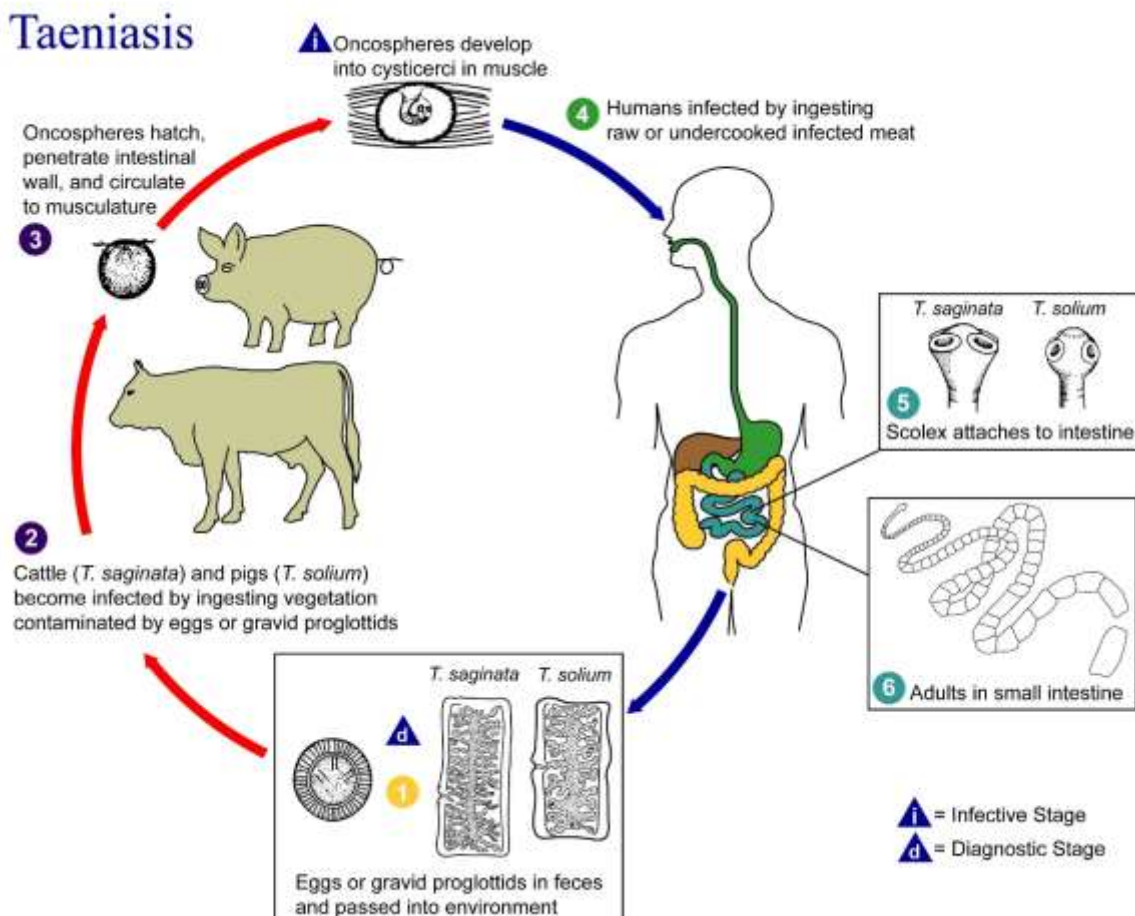 Taeniasis
i
Oncospheres develop
into cysticerci in muscle
4
Humans infected by ingesting
raw or undercooked infected meat
Oncospheres hatch,
penetrate intestinal
wall, and circulate
to musculature
3
T. saginata
T. solium
5
Scolex attaches to intestine
2
Cattle (T. saginata) and pigs (T. solium)
become infected by ingesting vegetation
contaminated by eggs or gravid proglottids
6
Adults in small intestine
T. saginata
T. solium
d
1
Eggs or gravid proglottids in feces
and passed into environment
i = Infective Stage
d = Diagnostic Stage